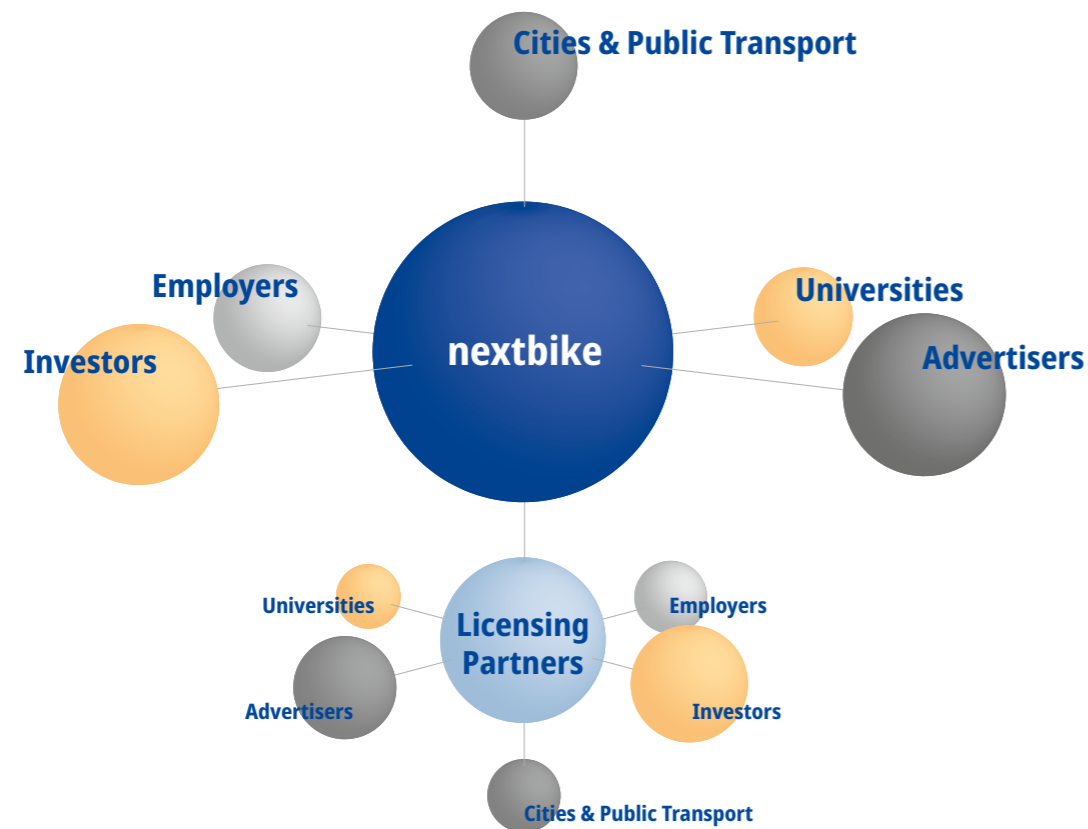 Cities & Public Transport
Employers
Universities
Investors
nextbike
Advertisers
Universities
Employers
Licensing
Partners
Advertisers
Investors
Cities & Public Transport